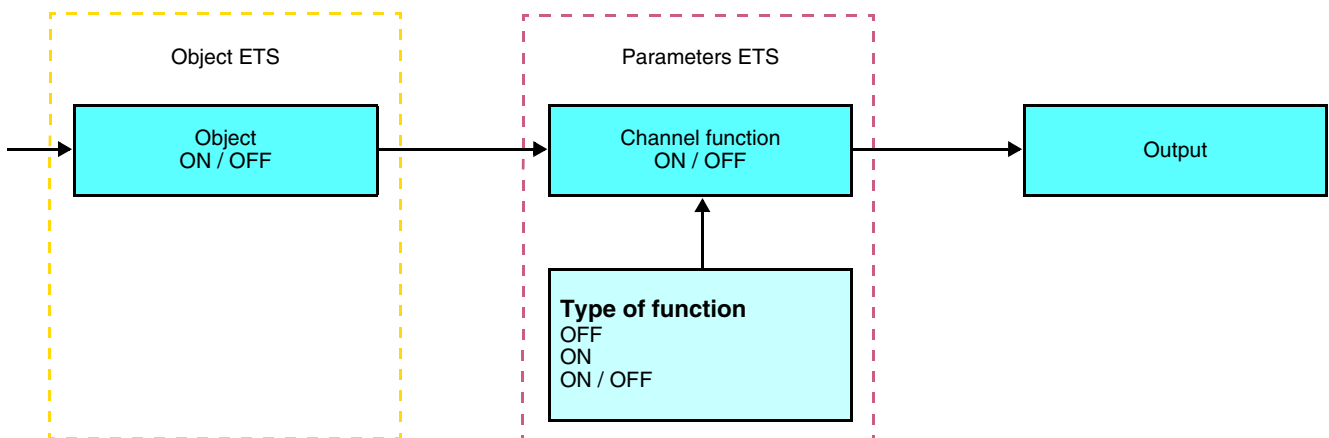 Object ETS
Parameters ETS
Object
ON / OFF
Channel function
ON / OFF
Output
Type of function
OFF
ON
ON / OFF